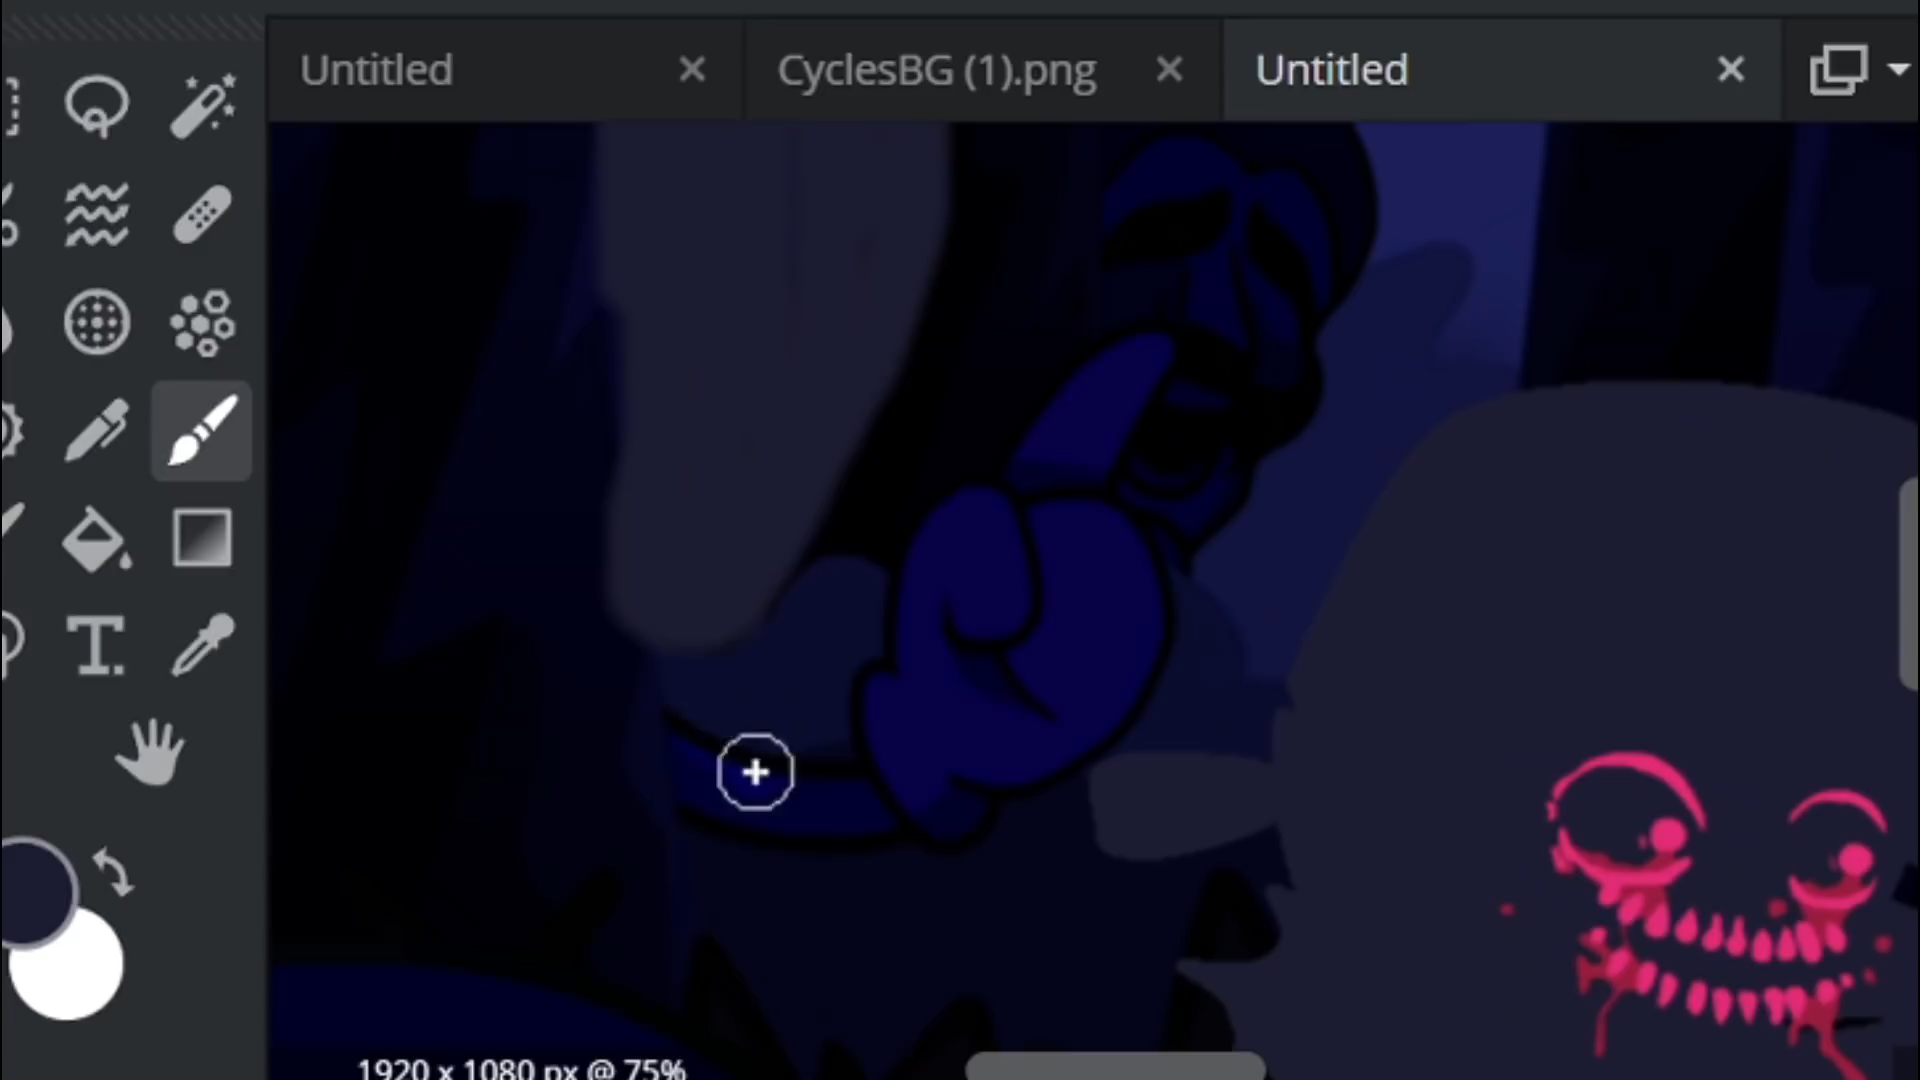 Untitled
CyclesBG (1).png
Untitled
1920 x 1080 px @ 75%